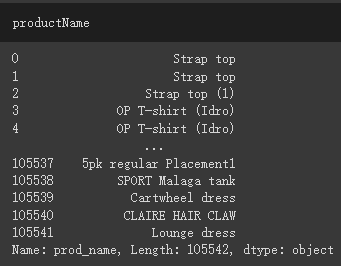 productName
0 Strap top
1 Strap top
2 Strap top (1)
3 OP T-shirt (Idro)
4 OP T-shirt (Idro)
...
105537 5pk regular Placement1
105538 SPORT Malaga tank
105539 Cartwheel dress
105540 CLAIRE HAIR CLAW
105541 Lounge dress
Name: prod_name, Length: 105542, dtype: object